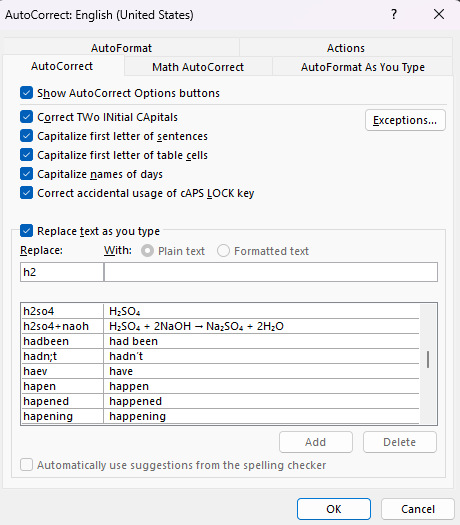 AutoCorrect: English (United States) ? ×
AutoFormat Actions
AutoCorrect Math AutoCorrect AutoFormat As You Type
Show AutoCorrect Options buttons
Correct TWo INitial CApitals
Exceptions...
Capitalize first letter of sentences
Capitalize first letter of table cells
Capitalize names of days
Correct accidental usage of cAPS LOCK key
Replace text as you type
Replace: With: Plain text Formatted text
h2
h2so4 H₂SO₄
h2so4+naoh H₂SO₄ + 2NaOH → Na₂SO₄ + 2H₂O
hadbeen had been
hadn;t hadn't
haev have
hapen happen
hapened happened
hapening happening
Add Delete
Automatically use suggestions from the spelling checker
OK Cancel